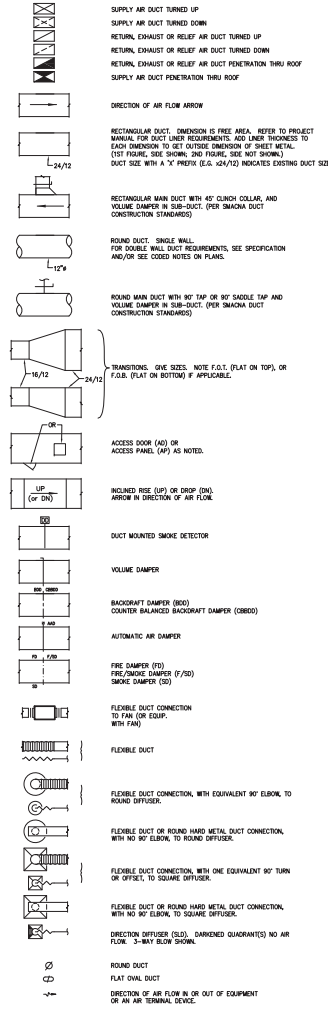 SUPPLY AIR DUCT TURNED UP
SUPPLY AIR DUCT TURNED DOWN
RETURN, EXHAUST OR RELIEF AIR DUCT TURNED UP
RETURN, EXHAUST OR RELIEF AIR DUCT TURNED DOWN
RETURN, EXHAUST OR RELIEF AIR DUCT PENETRATION THRU ROOF
SUPPLY AIR DUCT PENETRATION THRU ROOF
DIRECTION OF AIR FLOW ARROW
RECTANGULAR DUCT. DIMENSION IS FREE AREA. REFER TO PROJECT
MANUAL FOR DUCT LINER REQUIREMENTS. ADD LINER THICKNESS TO
EACH DIMENSION TO GET OUTSIDE DIMENSION OF SHEET METAL.
(1ST FIGURE, SIDE SHOWN; 2ND FIGURE, SIDE NOT SHOWN.)
24/12
DUCT SIZE WITH A "X" PREFIX (E.G. x24/12) INDICATES EXISTING DUCT SIZE
RECTANGULAR MAIN DUCT WITH 45° CLINCH COLLAR, AND
VOLUME DAMPER IN SUB-DUCT. (PER SMACNA DUCT
CONSTRUCTION STANDARDS)
ROUND DUCT. SINGLE WALL.
FOR DOUBLE WALL DUCT REQUIREMENTS, SEE SPECIFICATION
AND/OR SEE CODED NOTES ON PLANS.
12"ø
ROUND MAIN DUCT WITH 90° TAP OR 90° SADDLE TAP AND
VOLUME DAMPER IN SUB-DUCT. (PER SMACNA DUCT
CONSTRUCTION STANDARDS)
16/12
24/12
TRANSITIONS. GIVE SIZES. NOTE F.O.T. (FLAT ON TOP), OR
F.O.B. (FLAT ON BOTTOM) IF APPLICABLE.
OR
ACCESS DOOR (AD) OR
ACCESS PANEL (AP) AS NOTED.
UP
(or DN)
INCLINED RISE (UP) OR DROP (DN).
ARROW IN DIRECTION OF AIR FLOW.
DUCT MOUNTED SMOKE DETECTOR
VOLUME DAMPER
BDD CBBDD
BACKDRAFT DAMPER (BDD)
COUNTER BALANCED BACKDRAFT DAMPER (CBBDD)
AAD
AUTOMATIC AIR DAMPER
FD F/SD
SD
FIRE DAMPER (FD)
FIRE/SMOKE DAMPER (F/SD)
SMOKE DAMPER (SD)
FLEXIBLE DUCT CONNECTION
TO FAN (OR EQUIP.
WITH FAN)
FLEXIBLE DUCT
FLEXIBLE DUCT CONNECTION, WITH EQUIVALENT 90° ELBOW, TO
ROUND DIFFUSER.
FLEXIBLE DUCT OR ROUND HARD METAL DUCT CONNECTION,
WITH NO 90° ELBOW, TO ROUND DIFFUSER.
FLEXIBLE DUCT CONNECTION, WITH ONE EQUIVALENT 90° TURN
OR OFFSET, TO SQUARE DIFFUSER.
FLEXIBLE DUCT OR ROUND HARD METAL DUCT CONNECTION,
WITH NO 90° ELBOW, TO SQUARE DIFFUSER.
DIRECTION DIFFUSER (SLD). DARKENED QUADRANT(S) NO AIR
FLOW. 3-WAY BLOW SHOWN.
ROUND DUCT
FLAT OVAL DUCT
DIRECTION OF AIR FLOW IN OR OUT OF EQUIPMENT
OR AN AIR TERMINAL DEVICE.